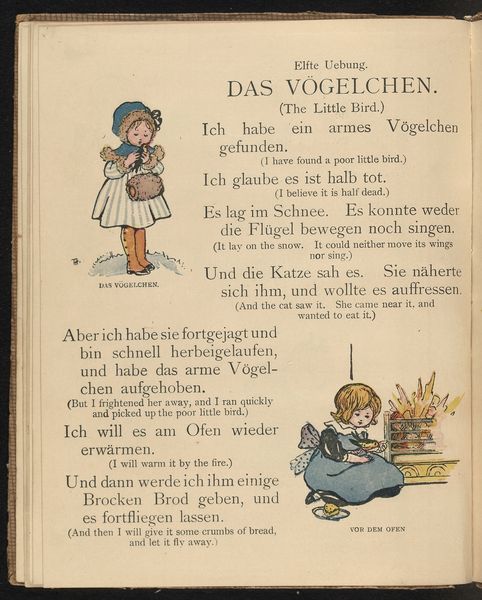 Elfte Uebung.
DAS VÖGELCHEN.
(The Little Bird.)
Ich habe ein armes Vögelchen
gefunden.
(I have found a poor little bird.)
Ich glaube es ist halb tot.
(I believe it is half dead.)
Es lag im Schnee. Es konnte weder
die Flügel bewegen noch singen.
(It lay on the snow. It could neither move its wings
nor sing.)
Und die Katze sah es. Sie näherte
sich ihm, und wollte es auffressen.
(And the cat saw it. She came near it, and
wanted to eat it.)
DAS VÖGELCHEN.
Aber ich habe sie fortgejagt und
bin schnell herbeigelaufen,
und habe das arme Vögel-
chen aufgehoben.
(But I frightened her away, and I ran quickly
and picked up the poor little bird.)
Ich will es am Ofen wieder
erwärmen.
(I will warm it by the fire.)
Und dann werde ich ihm einige
Brocken Brod geben, und
es fortfliegen lassen.
(And then I will give it some crumbs of bread,
and let it fly away.)
VOR DEM OFEN